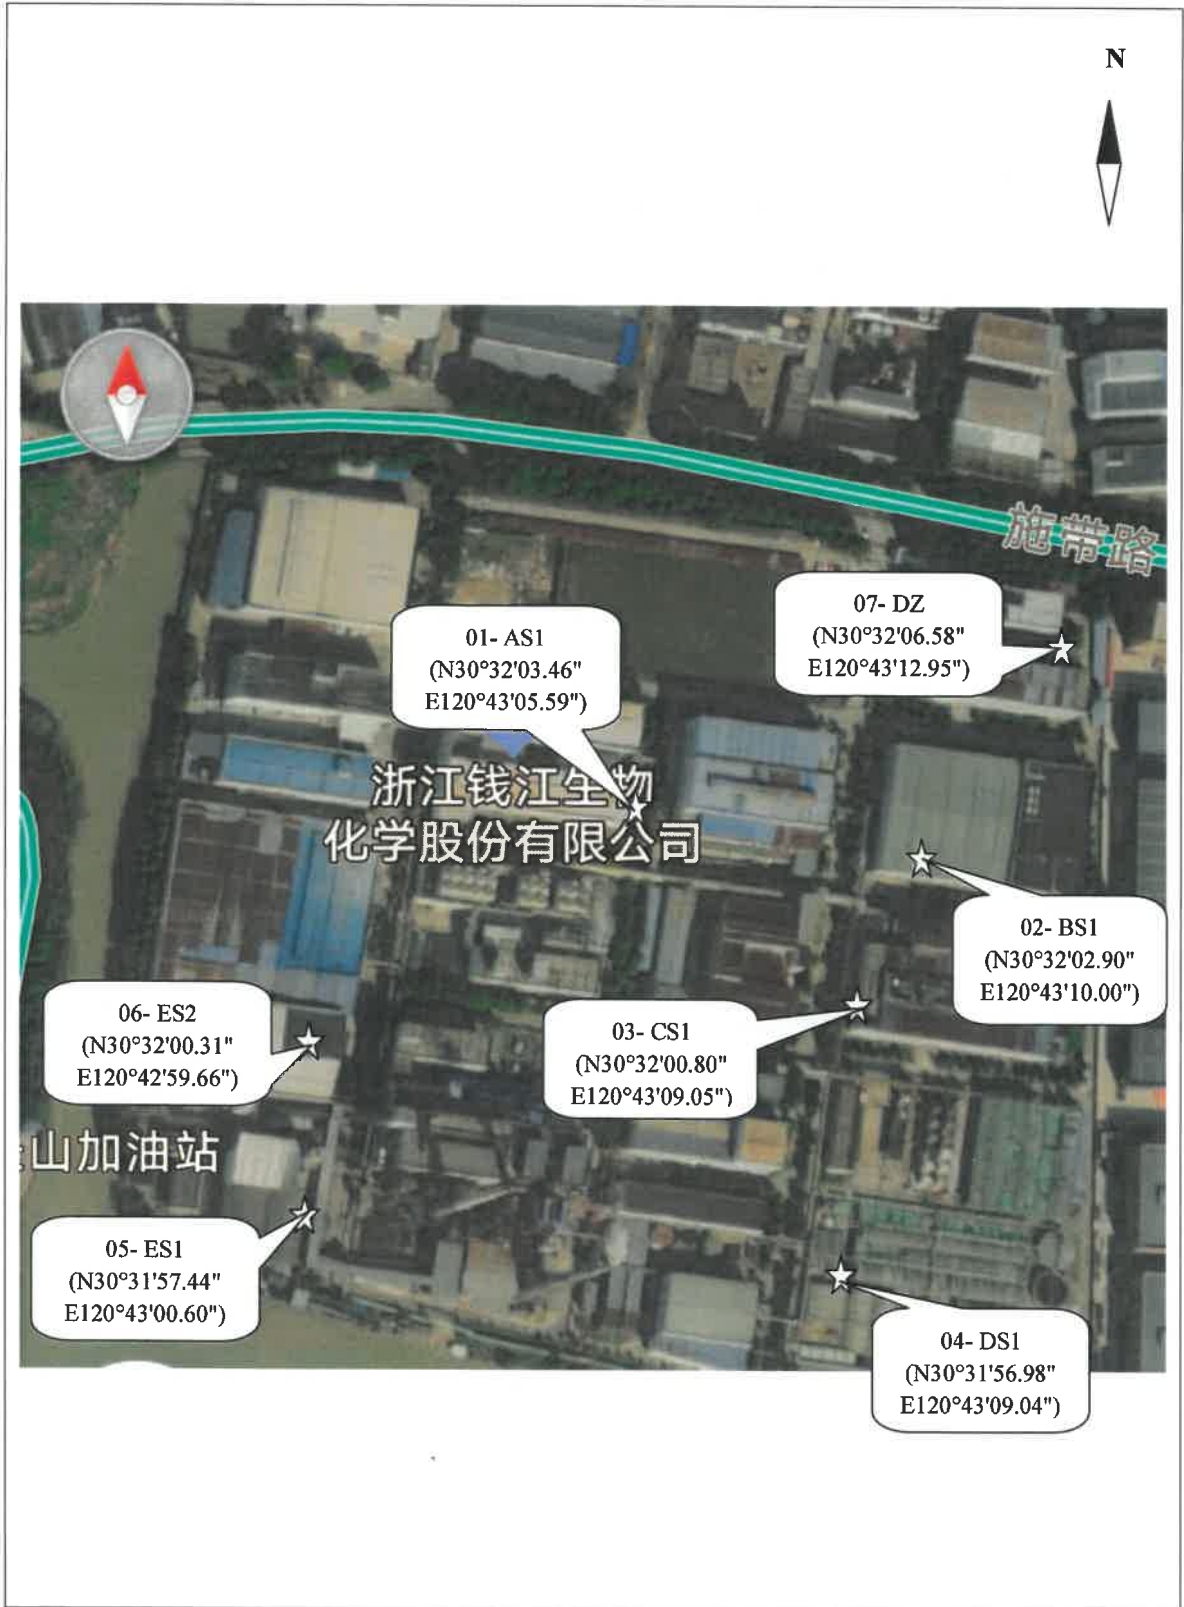 N
施带路
07- DZ
(N30°32'06.58"
E120°43'12.95")
01- AS1
(N30°32'03.46"
E120°43'05.59")
浙江钱江生物
化学股份有限公司
02- BS1
(N30°32'02.90"
E120°43'10.00")
06- ES2
(N30°32'00.31"
E120°42'59.66")
03- CS1
(N30°32'00.80"
E120°43'09.05")
山加油站
05- ES1
(N30°31'57.44"
E120°43'00.60")
04- DS1
(N30°31'56.98"
E120°43'09.04")